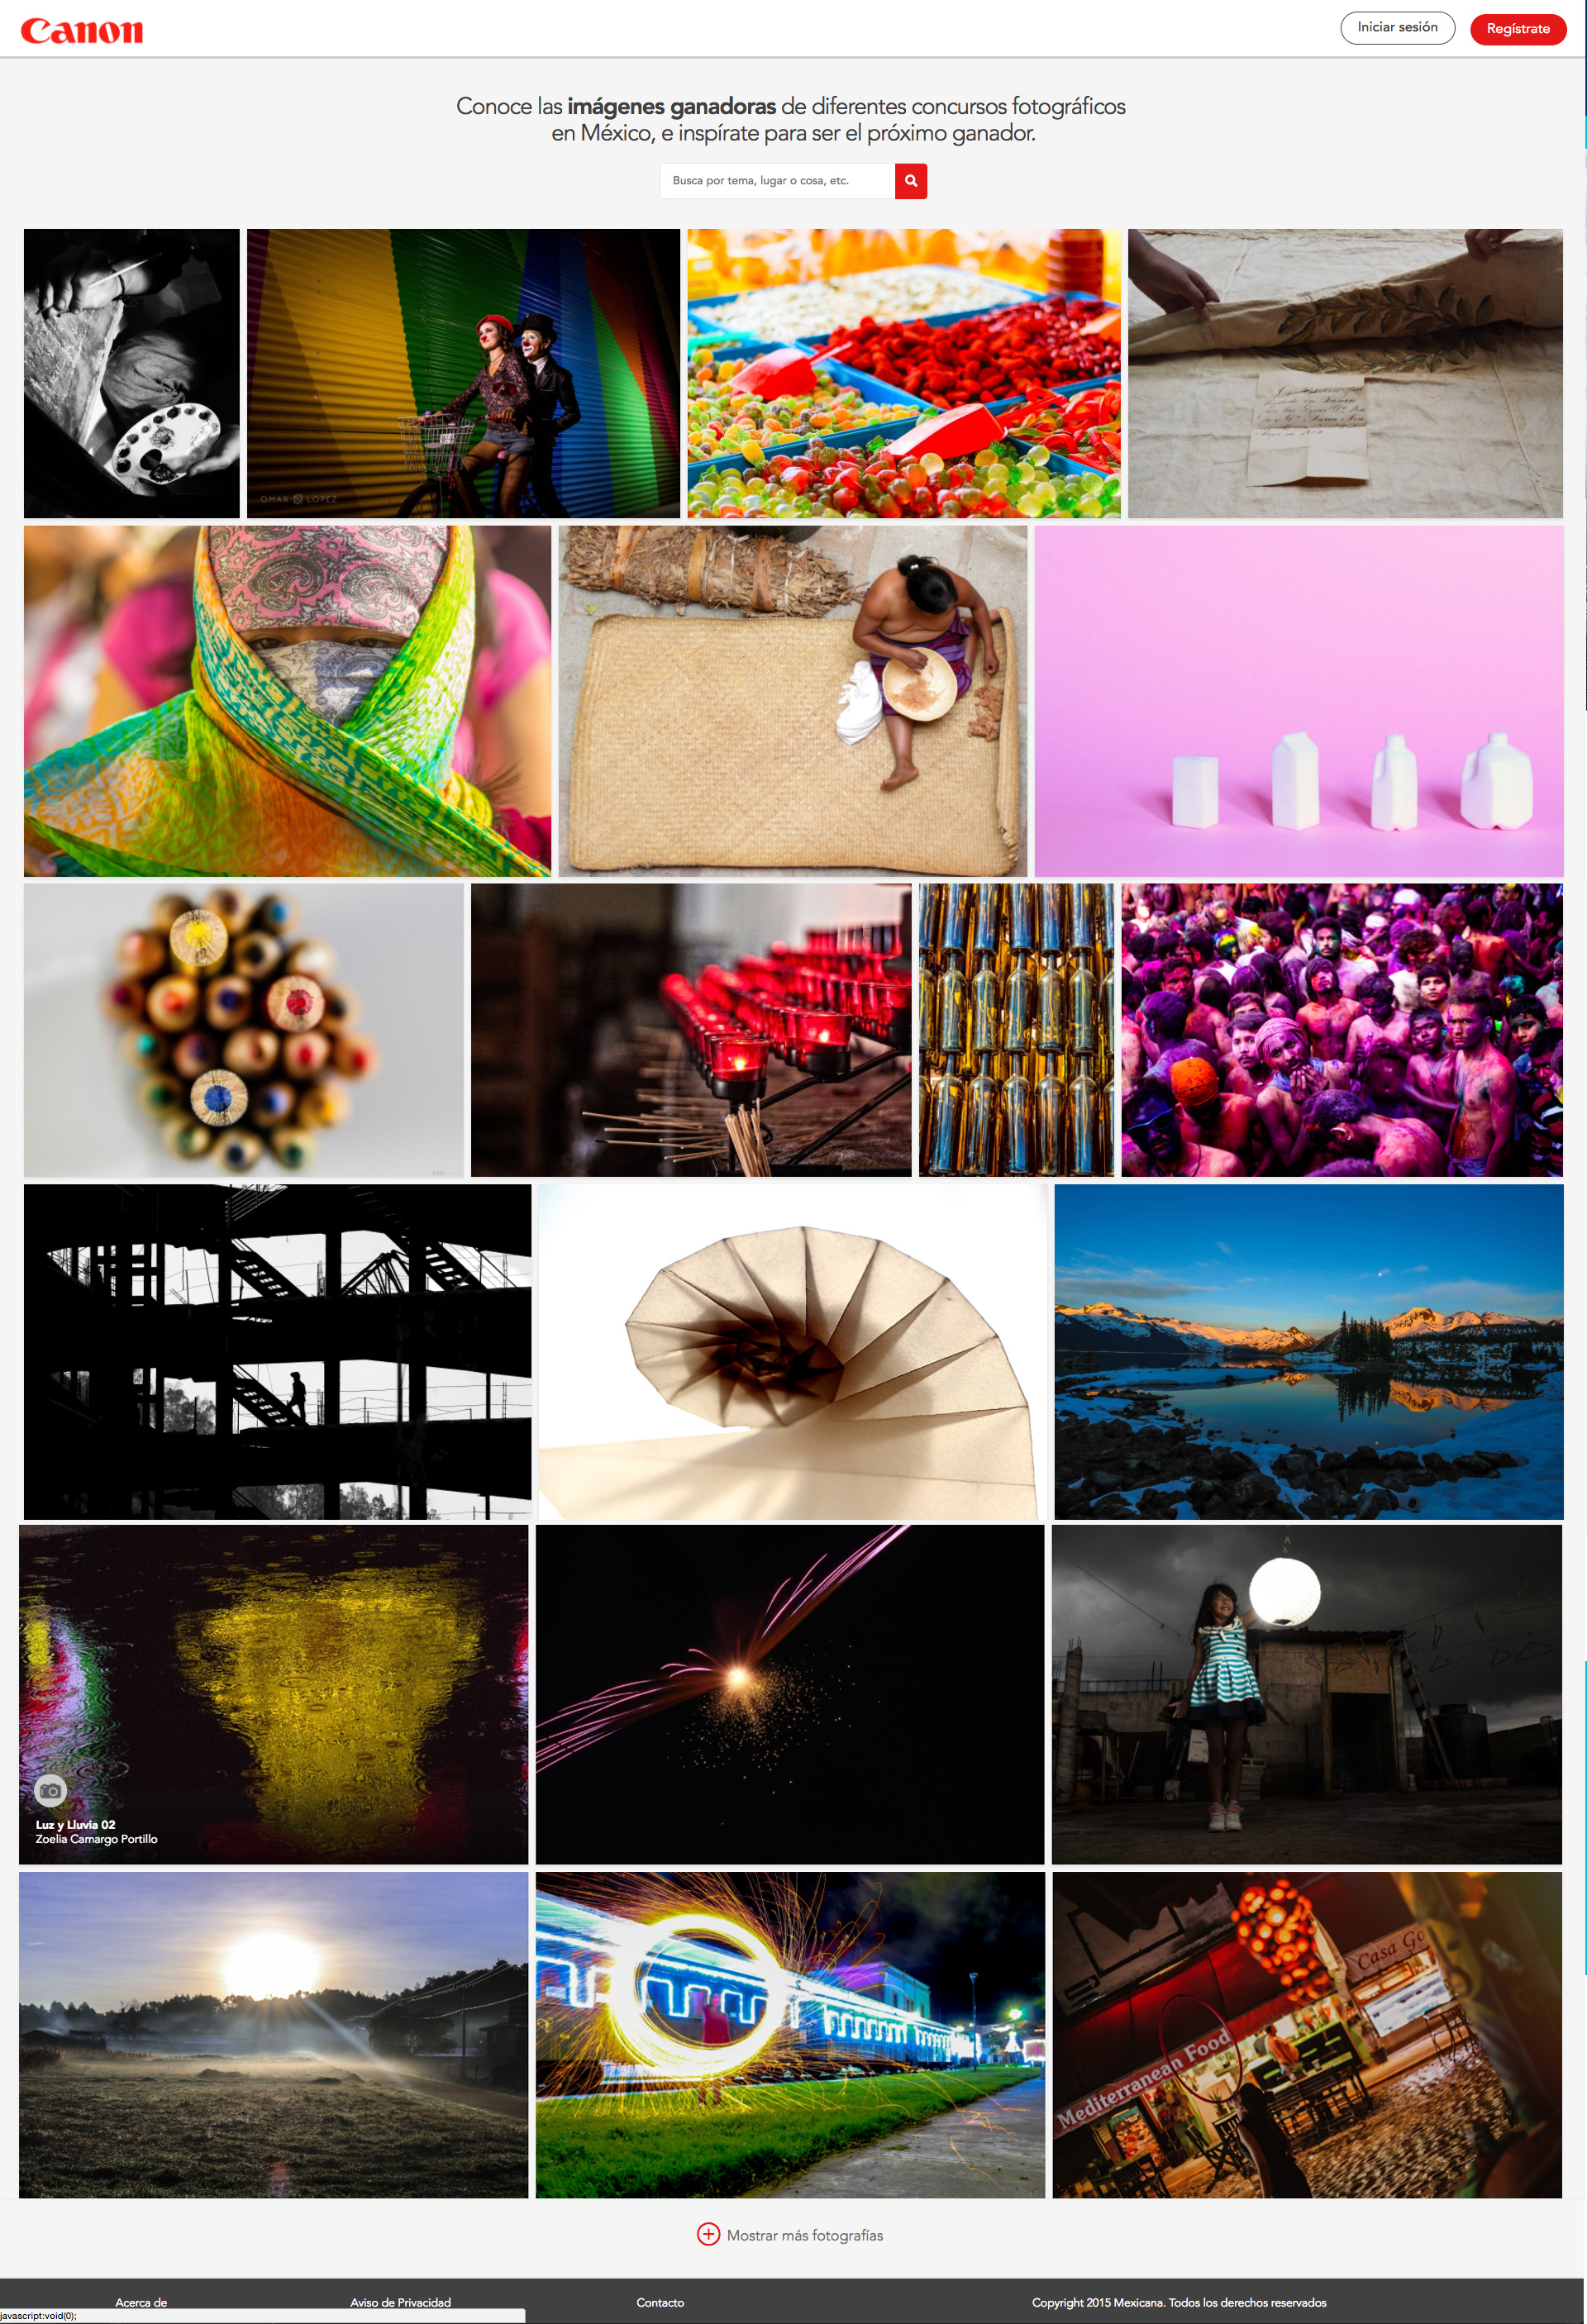 Canon
Iniciar sesión
Regístrate
Conoce las imágenes ganadoras de diferentes concursos fotográficos
en México, e inspírate para ser el próximo ganador.
Busca por tema, lugar o cosa, etc.
OMAR LOPEZ
Luz y Lluvia 02
Zoelia Camargo Portillo
Casa Go
Mediterranean Food
Mostrar más fotografías
Acerca de
Aviso de Privacidad
Contacto
Copyright 2015 Mexicana. Todos los derechos reservados
javascript:void(0);